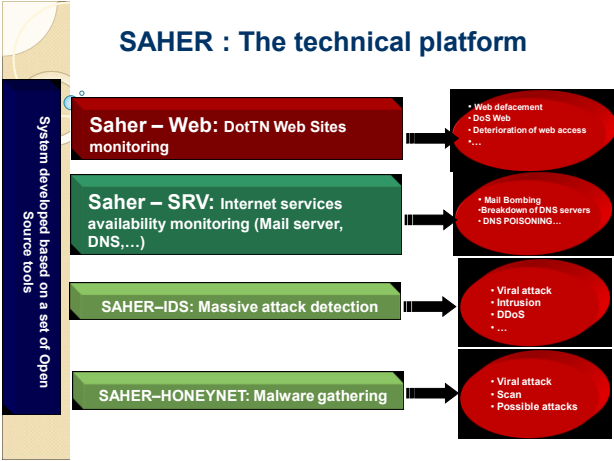 SAHER : The technical platform
System developed based on a set of Open
Source tools
Saher – Web: DotTN Web Sites
monitoring
• Web defacement
• DoS Web
• Deterioration of web access
•…
Saher – SRV: Internet services
availability monitoring (Mail server,
DNS,…)
• Mail Bombing
•Breakdown of DNS servers
• DNS POISONING…
SAHER–IDS: Massive attack detection
• Viral attack
• Intrusion
• DDoS
• …
SAHER–HONEYNET: Malware gathering
• Viral attack
• Scan
• Possible attacks